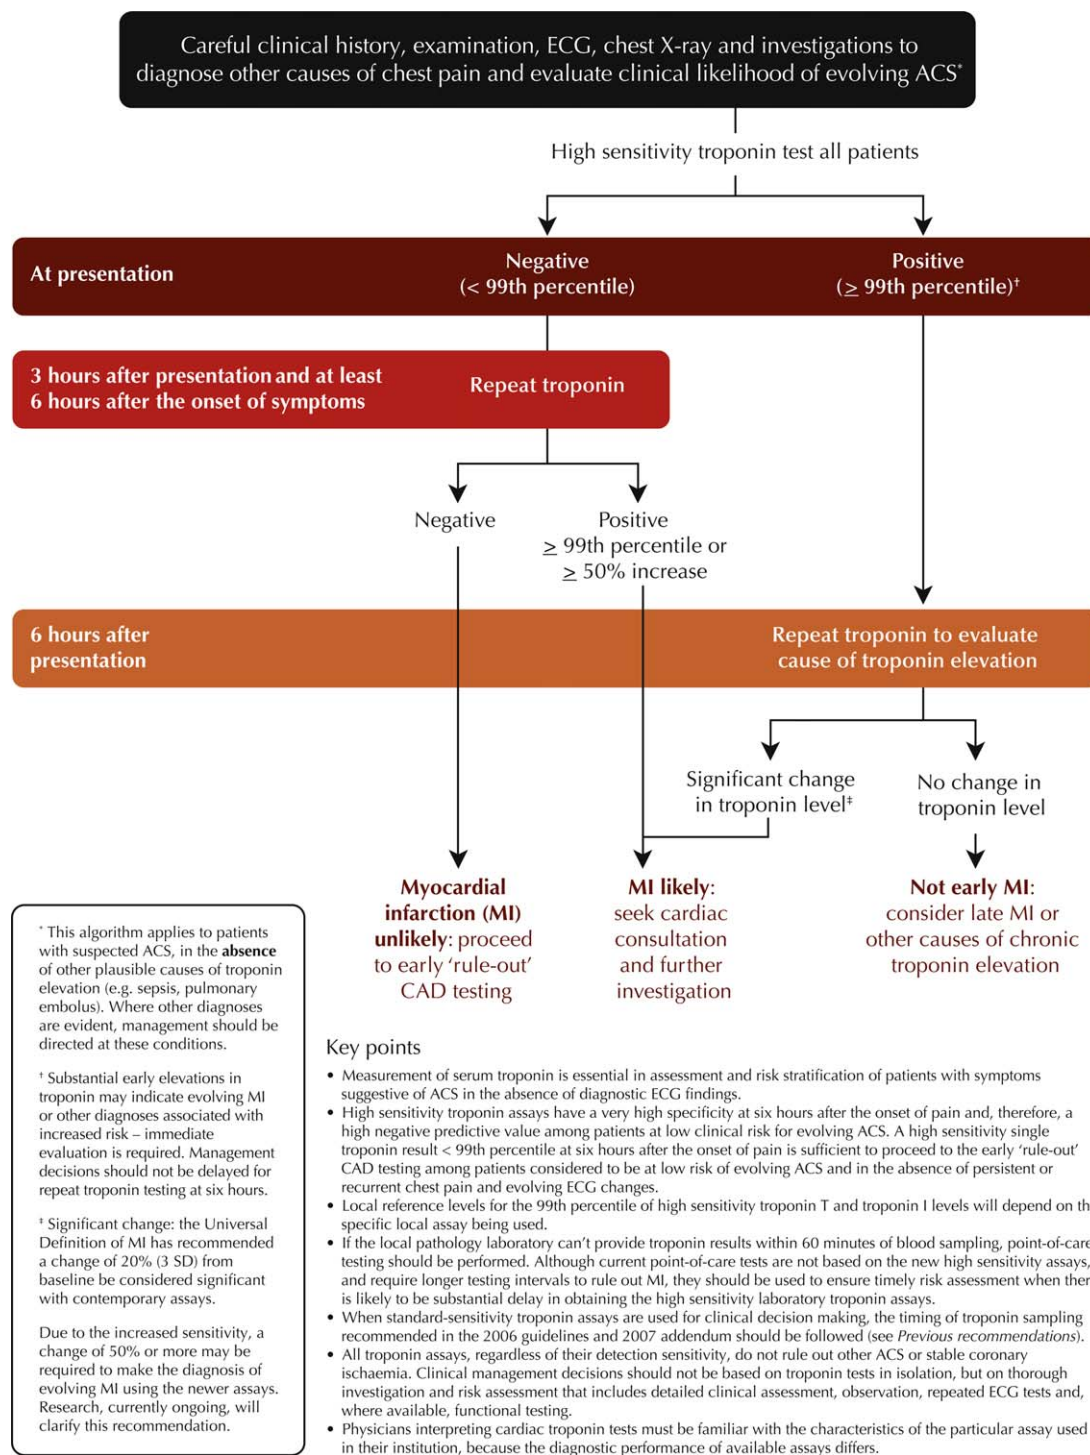 Careful clinical history, examination, ECG, chest X-ray and investigations to
diagnose other causes of chest pain and evaluate clinical likelihood of evolving ACS*
High sensitivity troponin test all patients
At presentation
Negative
(< 99th percentile)
Positive
(≥ 99th percentile)†
3 hours after presentation and at least
6 hours after the onset of symptoms
Repeat troponin
Negative
Positive
≥ 99th percentile or
≥ 50% increase
6 hours after
presentation
Repeat troponin to evaluate
cause of troponin elevation
Significant change
in troponin level‡
No change in
troponin level
Myocardial
infarction (MI)
unlikely: proceed
to early ‘rule-out’
CAD testing
MI likely:
seek cardiac
consultation
and further
investigation
Not early MI:
consider late MI or
other causes of chronic
troponin elevation
* This algorithm applies to patients
with suspected ACS, in the absence
of other plausible causes of troponin
elevation (e.g. sepsis, pulmonary
embolus). Where other diagnoses
are evident, management should be
directed at these conditions.
† Substantial early elevations in
troponin may indicate evolving MI
or other diagnoses associated with
increased risk – immediate
evaluation is required. Management
decisions should not be delayed for
repeat troponin testing at six hours.
‡ Significant change: the Universal
Definition of MI has recommended
a change of 20% (3 SD) from
baseline be considered significant
with contemporary assays.
Due to the increased sensitivity, a
change of 50% or more may be
required to make the diagnosis of
evolving MI using the newer assays.
Research, currently ongoing, will
clarify this recommendation.
Key points
• Measurement of serum troponin is essential in assessment and risk stratification of patients with symptoms
suggestive of ACS in the absence of diagnostic ECG findings.
• High sensitivity troponin assays have a very high specificity at six hours after the onset of pain and, therefore, a
high negative predictive value among patients at low clinical risk for evolving ACS. A high sensitivity single
troponin result < 99th percentile at six hours after the onset of pain is sufficient to proceed to the early ‘rule-out’
CAD testing among patients considered to be at low risk of evolving ACS and in the absence of persistent or
recurrent chest pain and evolving ECG changes.
• Local reference levels for the 99th percentile of high sensitivity troponin T and troponin I levels will depend on th
specific local assay being used.
• If the local pathology laboratory can’t provide troponin results within 60 minutes of blood sampling, point-of-care
testing should be performed. Although current point-of-care tests are not based on the new high sensitivity assays,
and require longer testing intervals to rule out MI, they should be used to ensure timely risk assessment when ther
is likely to be substantial delay in obtaining the high sensitivity laboratory troponin assays.
• When standard-sensitivity troponin assays are used for clinical decision making, the timing of troponin sampling
recommended in the 2006 guidelines and 2007 addendum should be followed (see Previous recommendations).
• All troponin assays, regardless of their detection sensitivity, do not rule out other ACS or stable coronary
ischaemia. Clinical management decisions should not be based on troponin tests in isolation, but on thorough
investigation and risk assessment that includes detailed clinical assessment, observation, repeated ECG tests and,
where available, functional testing.
• Physicians interpreting cardiac troponin tests must be familiar with the characteristics of the particular assay used
in their institution, because the diagnostic performance of available assays differs.